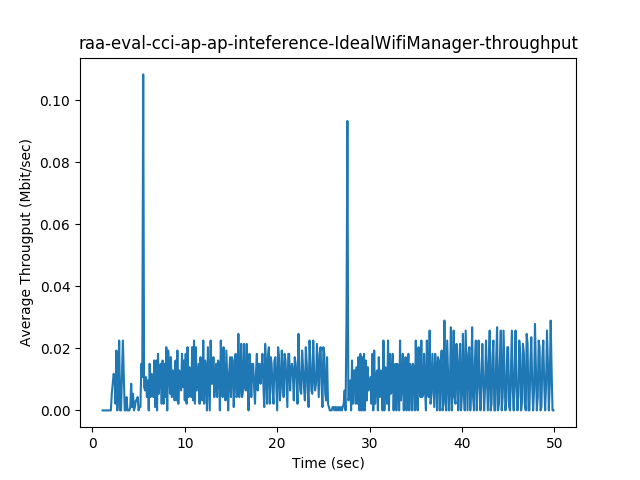 raa-eval-cci-ap-ap-inteference-IdealWifiManager-throughput
0.10
0.08
0.06
0.04
0.02
0.00
Average Througput (Mbit/sec)
0 10 20 30 40 50
Time (sec)